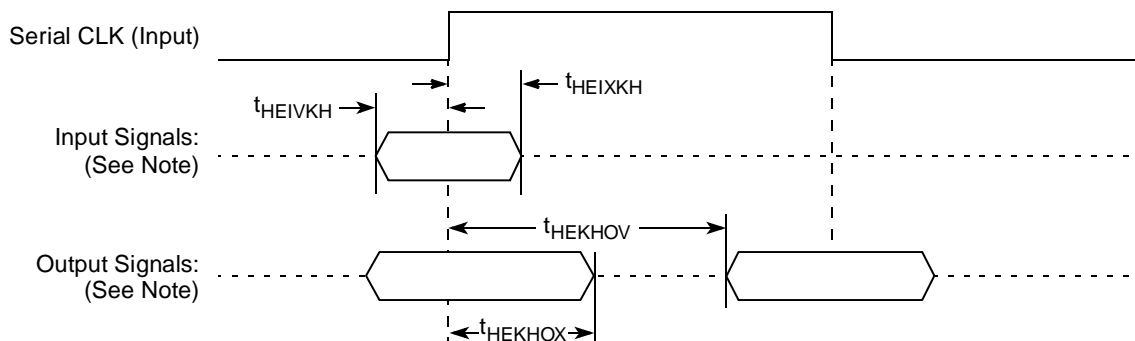 Serial CLK (Input)
tHEIXKH
tHEIVKH
Input Signals:
(See Note)
tHEKHOV
Output Signals:
(See Note)
tHEKHOX